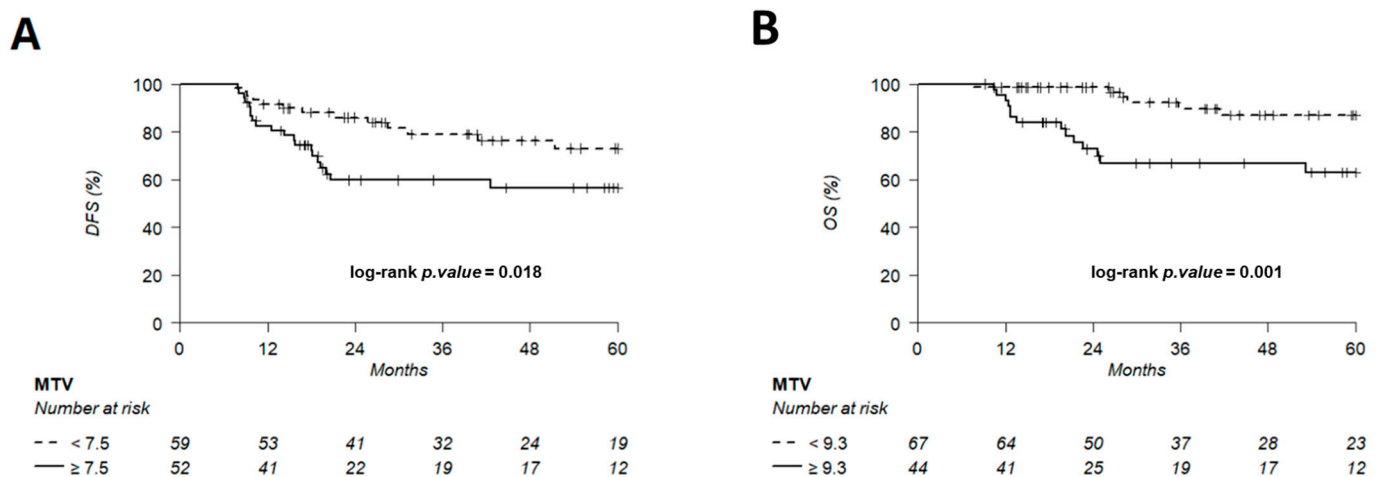 A
100
80
60
40
20
0
DFS (%)
log-rank p.value = 0.018
0 12 24 36 48 60
Months
MTV
Number at risk
< 7.5 59 53 41 32 24 19
≥ 7.5 52 41 22 19 17 12
B
100
80
60
40
20
0
OS (%)
log-rank p.value = 0.001
0 12 24 36 48 60
Months
MTV
Number at risk
< 9.3 67 64 50 37 28 23
≥ 9.3 44 41 25 19 17 12